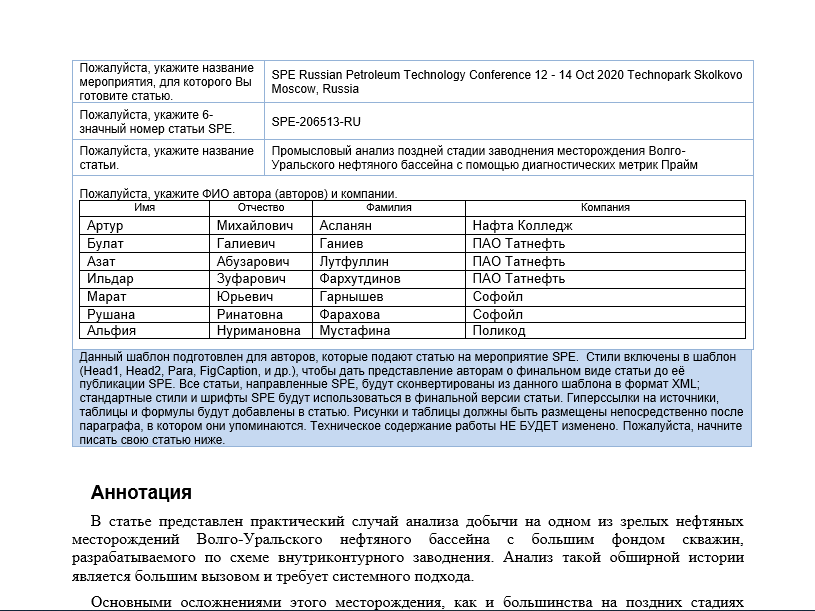 Пожалуйста, укажите название
мероприятия, для которого Вы
готовите статью.
SPE Russian Petroleum Technology Conference 12 - 14 Oct 2020 Technopark Skolkovo
Moscow, Russia
Пожалуйста, укажите 6-
значный номер статьи SPE.
SPE-206513-RU
Пожалуйста, укажите название
статьи.
Промысловый анализ поздней стадии заводнения месторождения Волго-
Уральского нефтяного бассейна с помощью диагностических метрик Прайм
Пожалуйста, укажите ФИО автора (авторов) и компании.
Имя Отчество Фамилия Компания
Артур Михайлович Асланян Нафта Колледж
Булат Галиевич Ганиев ПАО Татнефть
Азат Абузарович Лутфуллин ПАО Татнефть
Ильдар Зуфарович Фархутдинов ПАО Татнефть
Марат Юрьевич Гарнышев Софойл
Рушана Ринатовна Фарахова Софойл
Альфия Нуримановна Мустафина Поликод
Данный шаблон подготовлен для авторов, которые подают статью на мероприятие SPE. Стили включены в шаблон
(Head1, Head2, Para, FigCaption, и др.), чтобы дать представление авторам о финальном виде статьи до её
публикации SPE. Все статьи, направленные SPE, будут сконвертированы из данного шаблона в формат XML;
стандартные стили и шрифты SPE будут использоваться в финальной версии статьи. Гиперссылки на источники,
таблицы и формулы будут добавлены в статью. Рисунки и таблицы должны быть размещены непосредственно после
параграфа, в котором они упоминаются. Техническое содержание работы НЕ БУДЕТ изменено. Пожалуйста, начните
писать свою статью ниже.
Аннотация
В статье представлен практический случай анализа добычи на одном из зрелых нефтяных
месторождений Волго-Уральского нефтяного бассейна с большим фондом скважин,
разрабатываемого по схеме внутриконтурного заводнения. Анализ такой обширной истории
является большим вызовом и требует системного подхода.
Основными осложнениями этого месторождения, как и большинства на поздних стадиях